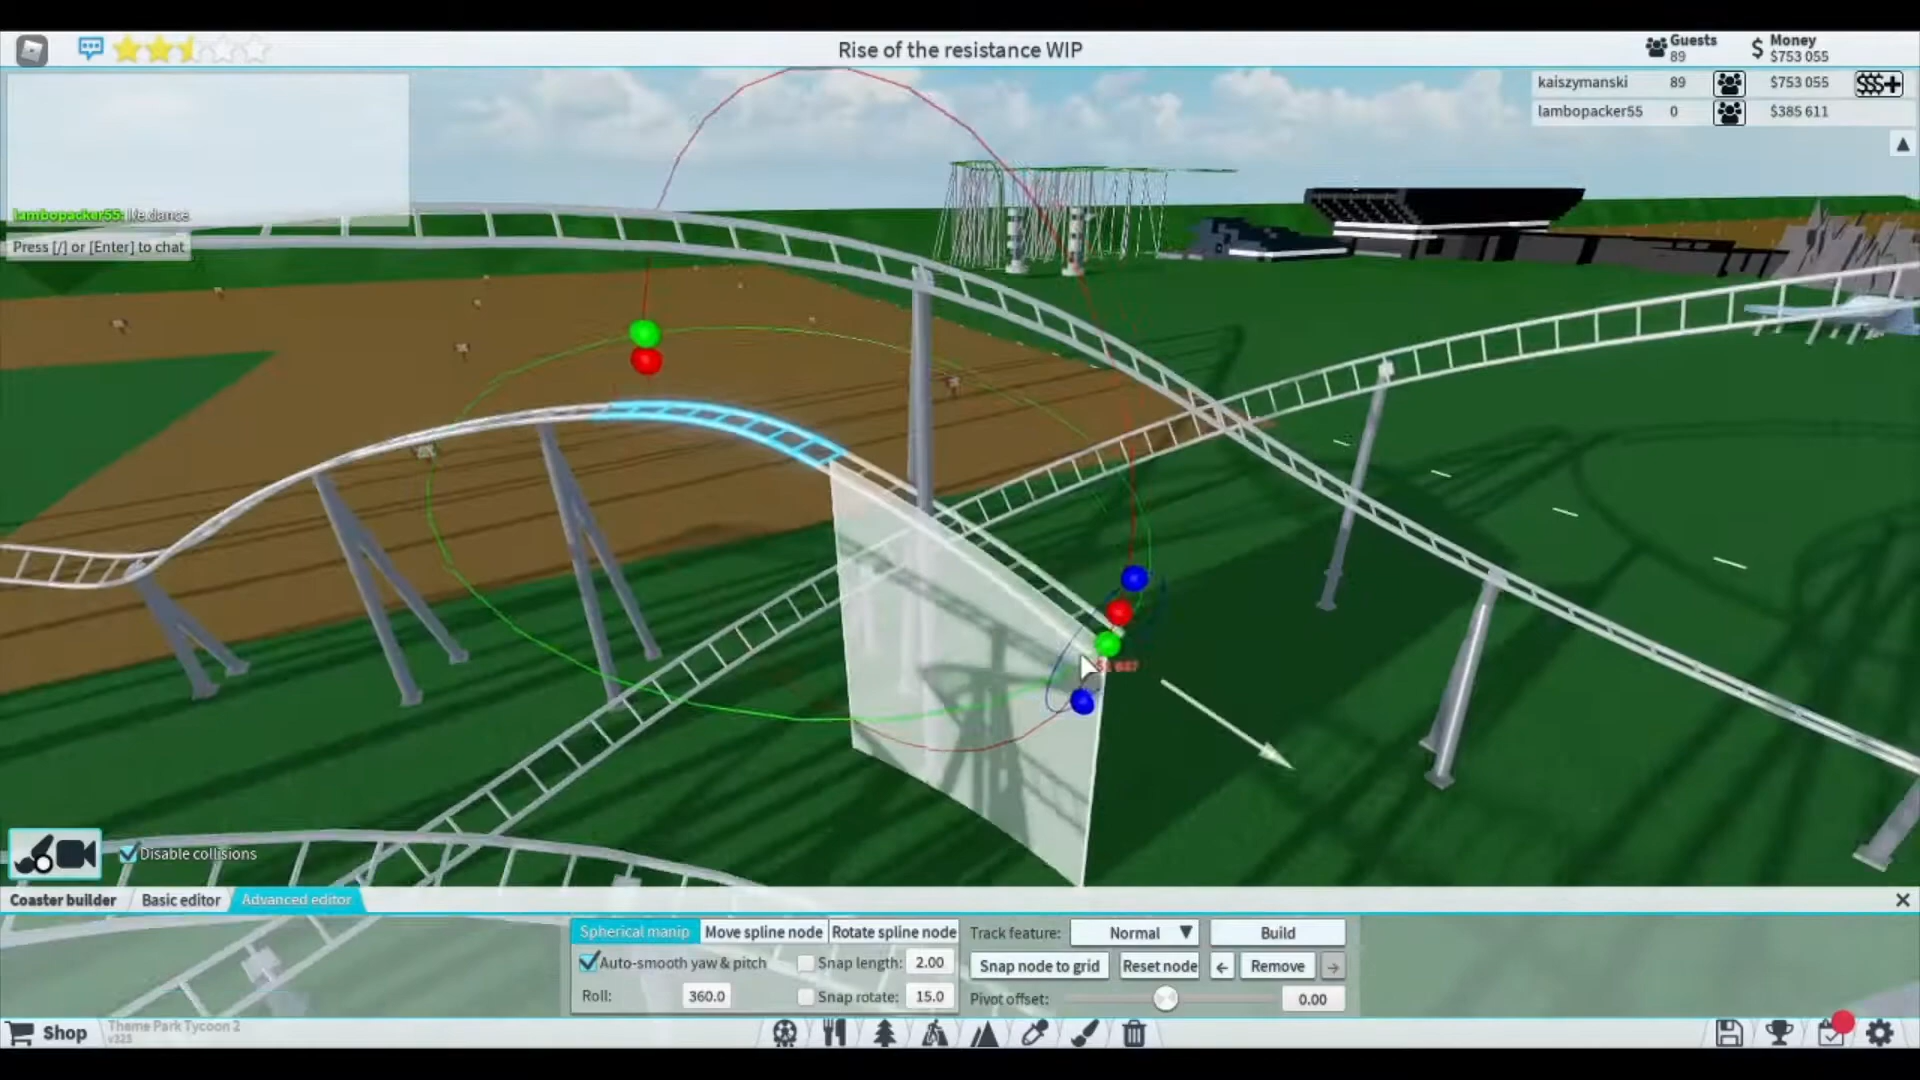 Rise of the resistance WIP
Guests
89
$ Money
$753 055
kaiszymanski 89 $753 055 $$$+
lambopacker55 0 $385 611
lambopacker55:
Press [/] or [Enter] to chat
Disable collisions
Coaster builder Basic editor Advanced editor
Spherical manip Move spline node Rotate spline node Track feature: Normal Build
Auto-smooth yaw & pitch Snap length: 2.00 Snap node to grid Reset node Remove
Roll: 360.0 Snap rotate: 15.0 Pivot offset: 0.00
Shop
Theme Park Tycoon 2
v323